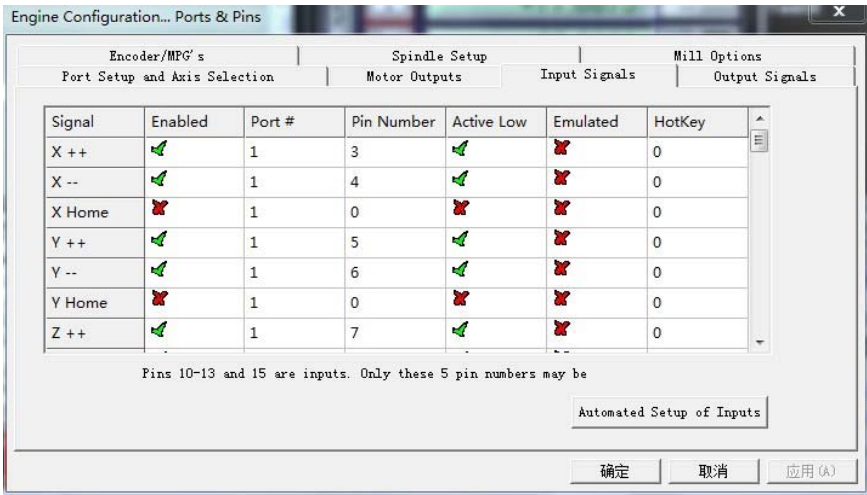 Engine Configuration... Ports & Pins
x
Encoder/MPG's Spindle Setup Mill Options
Port Setup and Axis Selection Motor Outputs Input Signals Output Signals
Signal Enabled Port # Pin Number Active Low Emulated HotKey
X ++ 1 3 0
X -- 1 4 0
X Home 1 0 0
Y ++ 1 5 0
Y -- 1 6 0
Y Home 1 0 0
Z ++ 1 7 0
Pins 10-13 and 15 are inputs. Only these 5 pin numbers may be
Automated Setup of Inputs
确定 取消 应用(A)